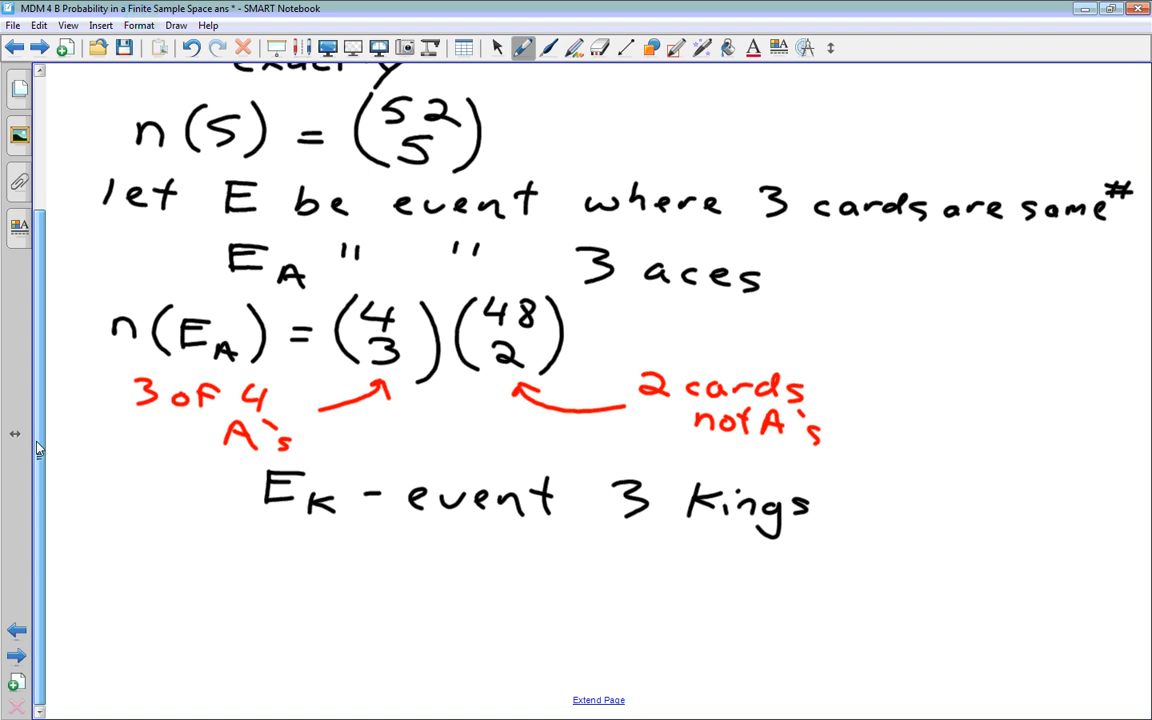 MDM 4 B Probability in a Finite Sample Space ans * - SMART Notebook
File Edit View Insert Format Tools Draw Help
exactly
n(S) = (52
5)
let E be event where 3 cards are same #
E_A " " 3 aces
n(E_A) = (4
3) (48
2)
3 of 4
A's
2 cards
not A's
E_K - event 3 kings
Extend Page